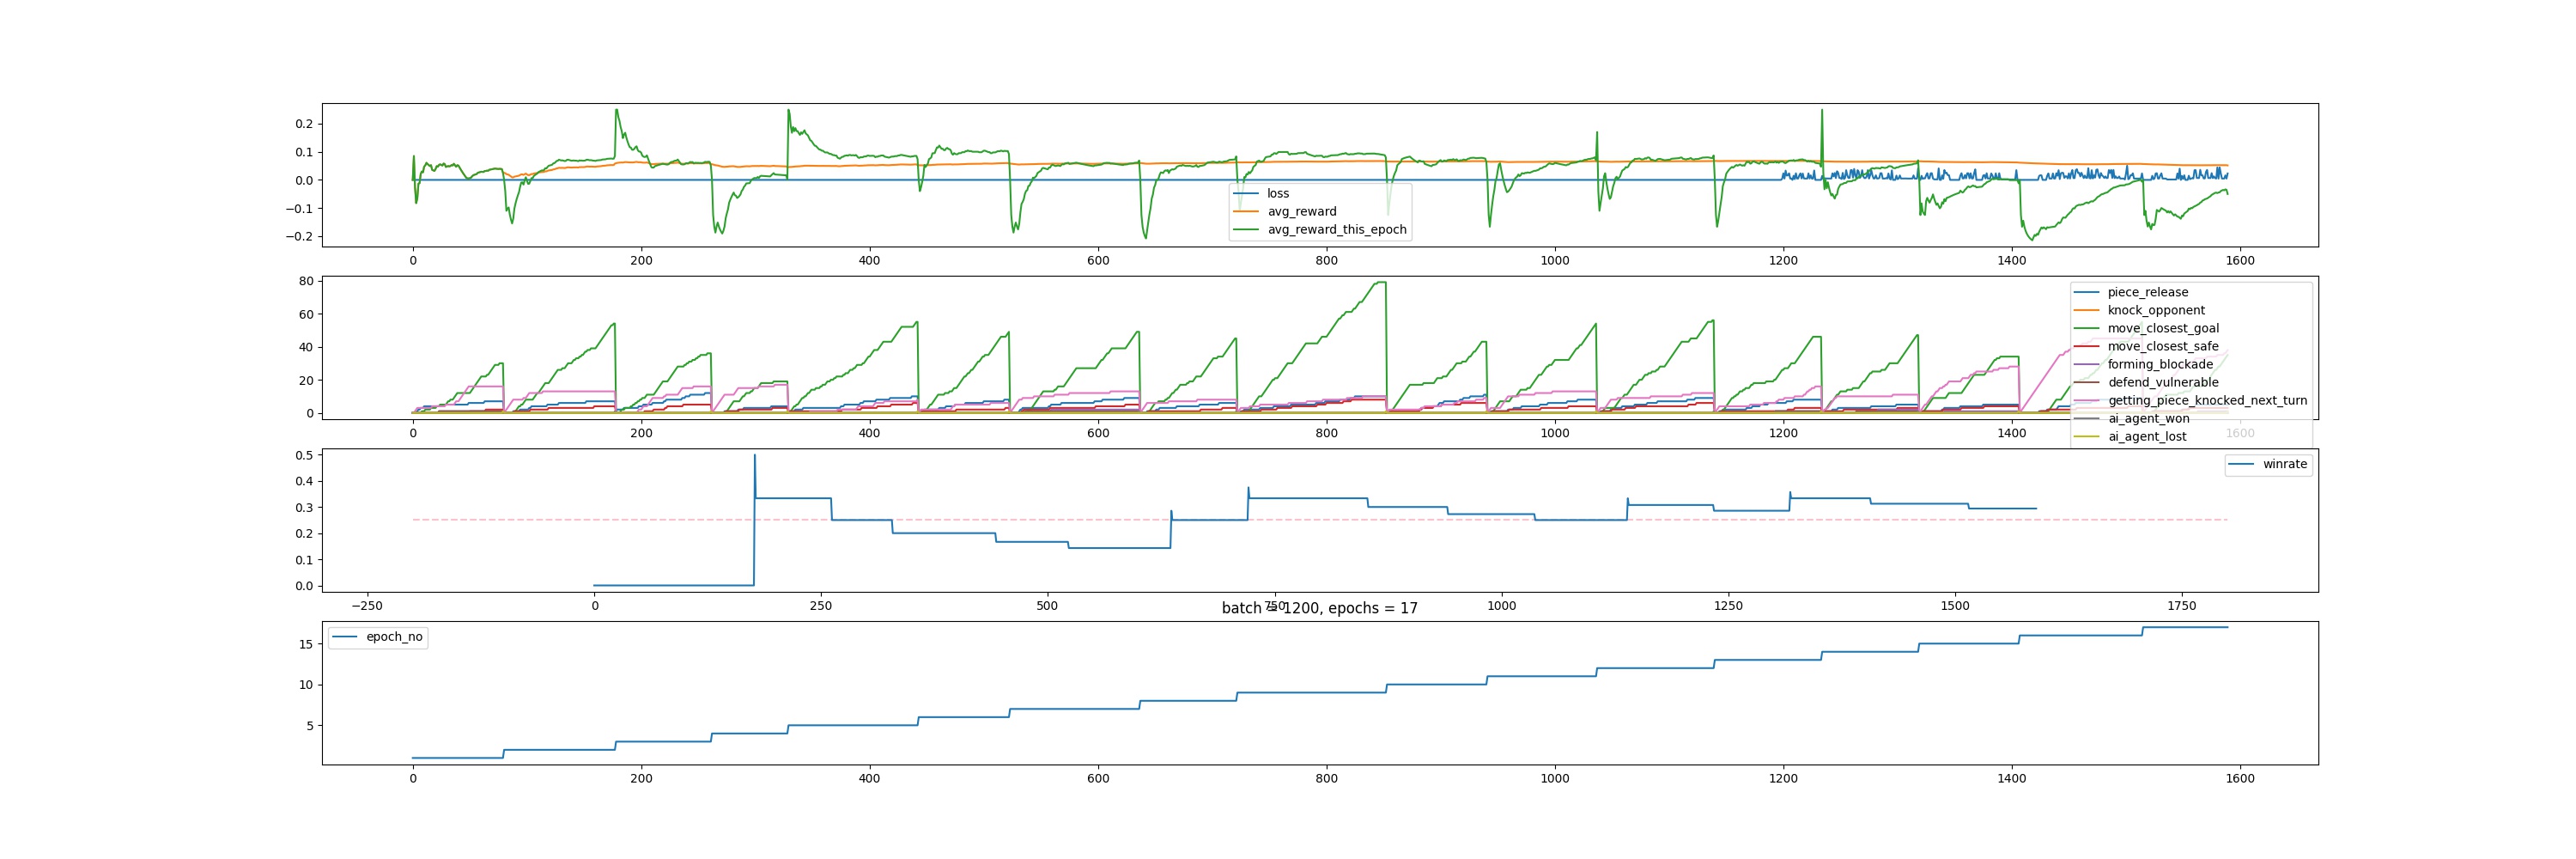 0.2
0.1
0.0
−0.1
−0.2
loss
avg_reward
avg_reward_this_epoch
0 200 400 600 800 1000 1200 1400 1600
80
60
40
20
0
piece_release
knock_opponent
move_closest_goal
move_closest_safe
forming_blockade
defend_vulnerable
getting_piece_knocked_next_turn
ai_agent_won
ai_agent_lost
0 200 400 600 800 1000 1200 1400 1600
0.5
0.4
0.3
0.2
0.1
0.0
winrate
−250 0 250 500 750 1000 1250 1500 1750
batch = 1200, epochs = 17
epoch_no
15
10
5
0 200 400 600 800 1000 1200 1400 1600